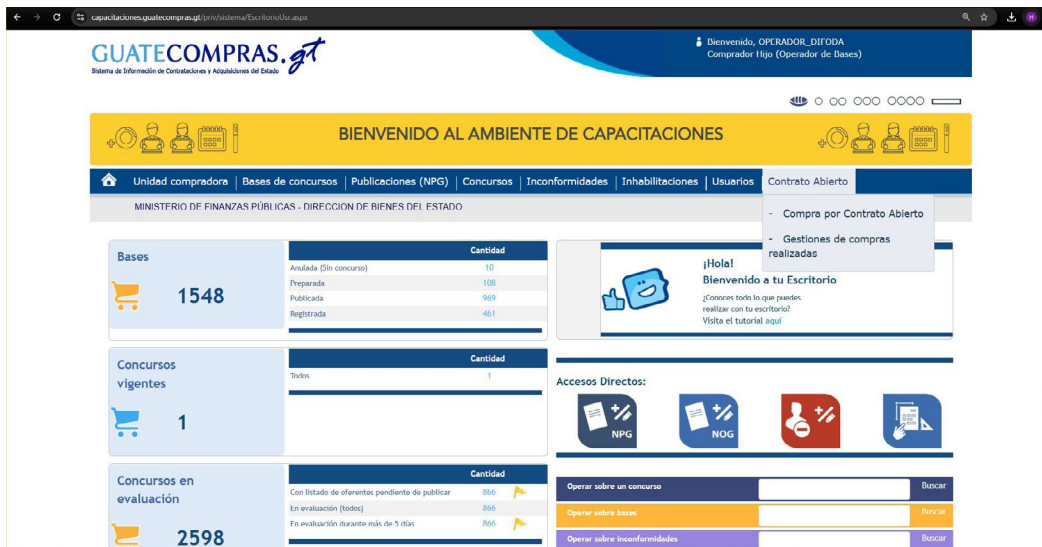 capacitaciones.guatecompras.gt/priv/sistema/EscritorioUsr.aspx
GUATECOMPRAS.gt
Sistema de Información de Contrataciones y Adquisiciones del Estado
Bienvenido, OPERADOR_DIFODA
Comprador Hijo (Operador de Bases)
BIENVENIDO AL AMBIENTE DE CAPACITACIONES
Unidad compradora | Bases de concursos | Publicaciones (NPG) | Concursos | Inconformidades | Inhabilitaciones | Usuarios | Contrato Abierto
- Compra por Contrato Abierto
- Gestiones de compras
realizadas
MINISTERIO DE FINANZAS PÚBLICAS - DIRECCION DE BIENES DEL ESTADO
Bases
1548
Cantidad
Anulada (Sin concurso) 10
Preparada 108
Publicada 969
Registrada 461
¡Hola!
Bienvenido a tu Escritorio
¿Conoces todo lo que puedes
realizar con tu escritorio?
Visita el tutorial aquí
Concursos
vigentes
1
Cantidad
Todos 1
Accesos Directos:
NPG
NOG
Concursos en
evaluación
2598
Cantidad
Con listado de oferentes pendiente de publicar 866
En evaluación (todos) 866
En evaluación durante más de 5 días 866
Operar sobre un concurso Buscar
Operar sobre bases Buscar
Operar sobre inconformidades Buscar